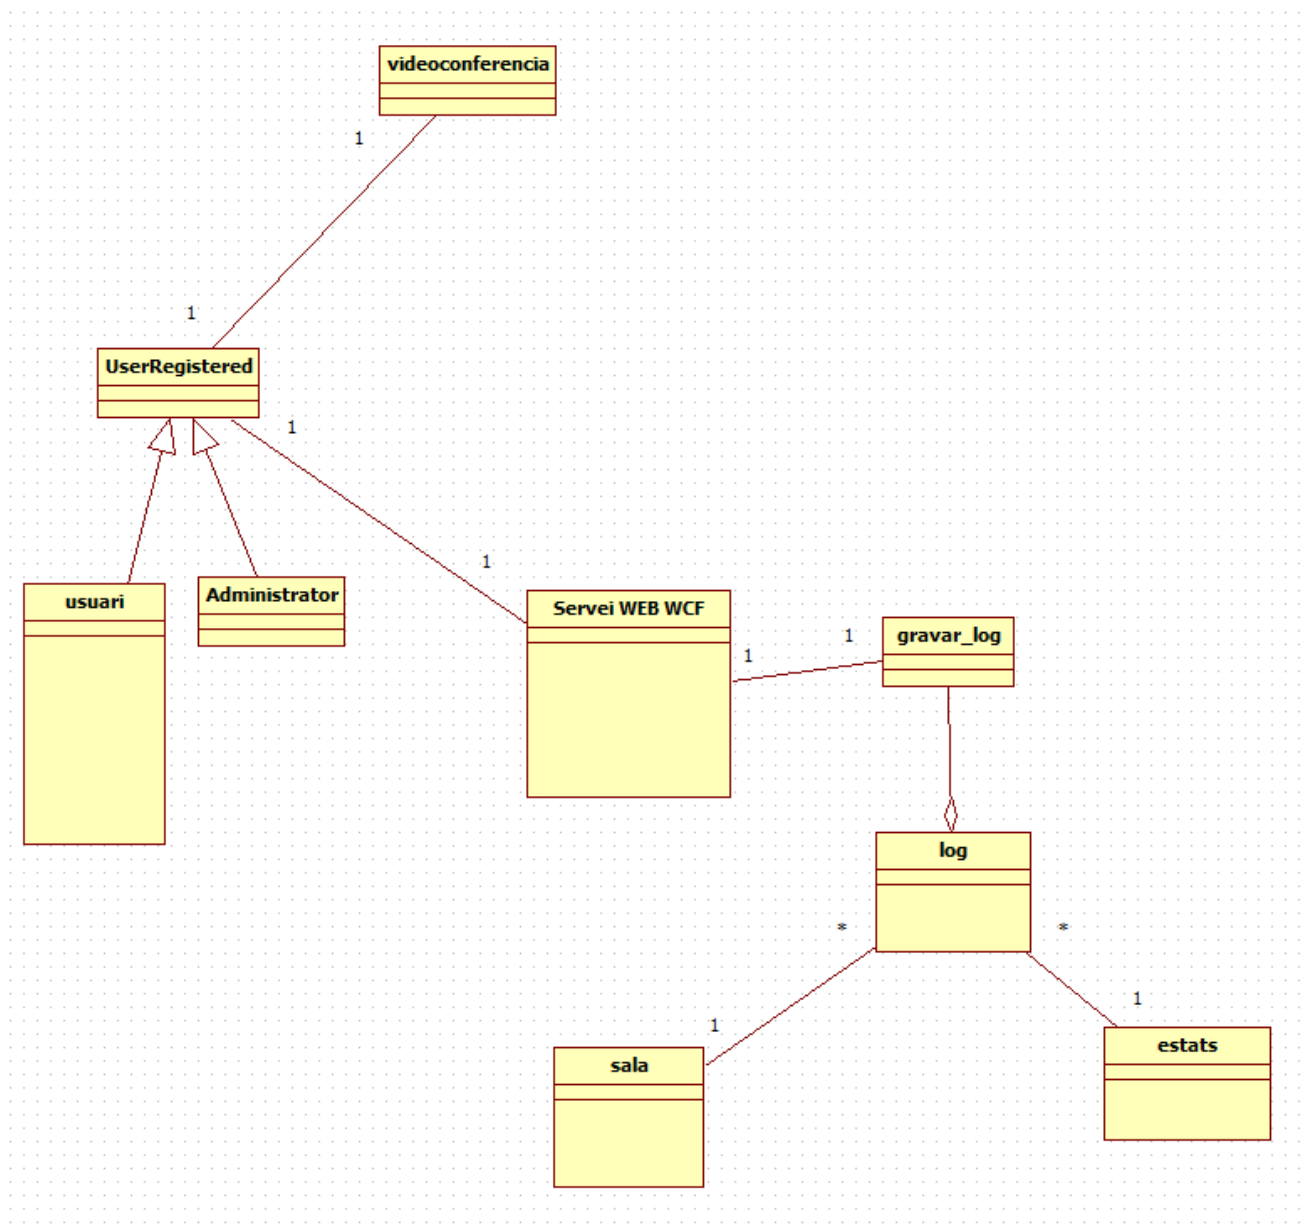 videoconferencia
1
1
UserRegistered
1
1
usuari
Administrator
Servei WEB WCF
1
1
gravar_log
log
*
*
1
1
sala
estats